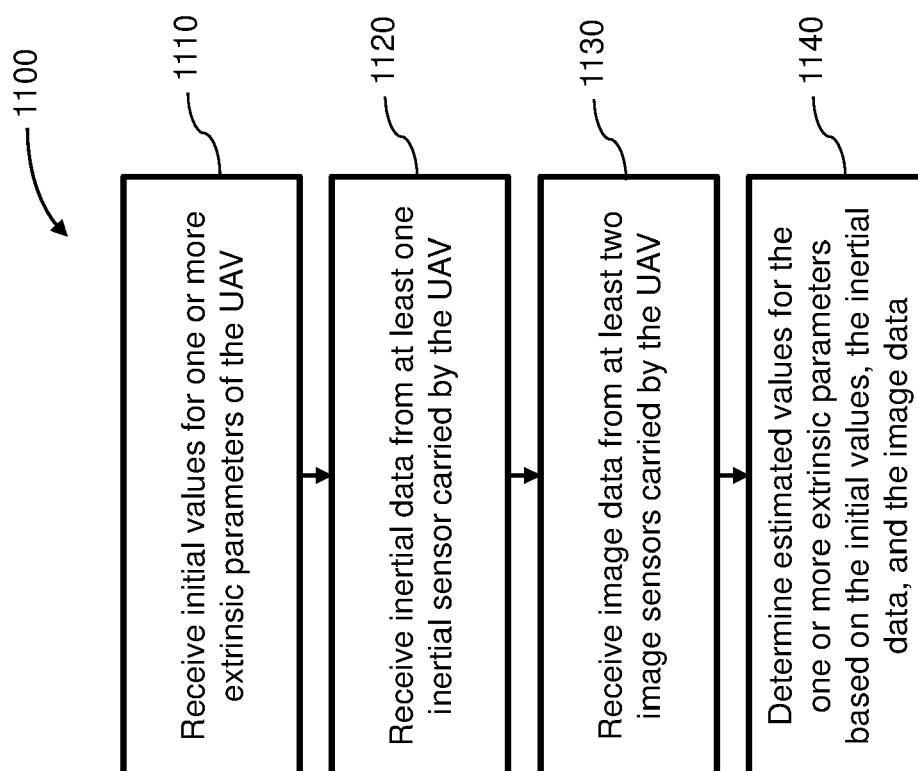 1100
1110
Receive initial values for one or more
extrinsic parameters of the UAV
1120
Receive inertial data from at least one
inertial sensor carried by the UAV
1130
Receive image data from at least two
image sensors carried by the UAV
1140
Determine estimated values for the
one or more extrinsic parameters
based on the initial values, the inertial
data, and the image data